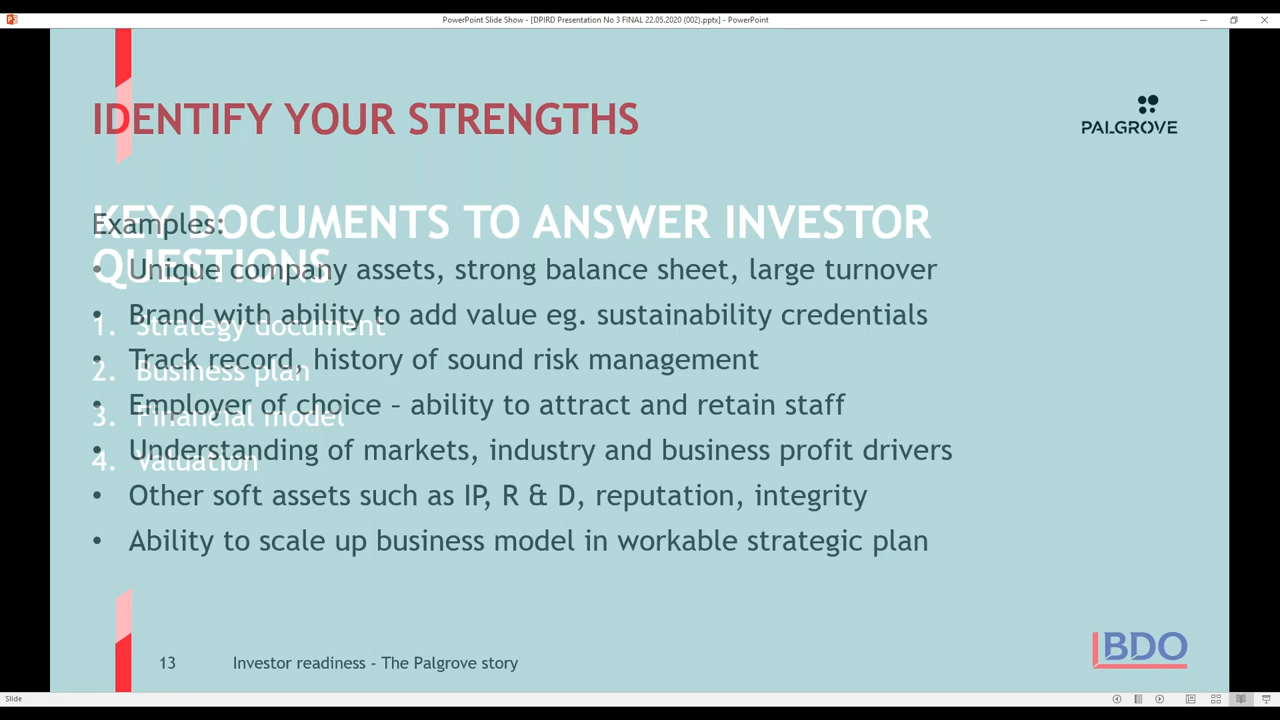 PowerPoint Slide Show - [DPIRD Presentation No 3 FINAL 22.05.2020 (002).pptx] - PowerPoint
IDENTIFY YOUR STRENGTHS
PALGROVE
KEY DOCUMENTS TO ANSWER INVESTOR
QUESTIONS
1. Strategy document
2. Business plan
3. Financial model
4. Valuation
Examples:
• Unique company assets, strong balance sheet, large turnover
• Brand with ability to add value eg. sustainability credentials
• Track record, history of sound risk management
• Employer of choice – ability to attract and retain staff
• Understanding of markets, industry and business profit drivers
• Other soft assets such as IP, R & D, reputation, integrity
• Ability to scale up business model in workable strategic plan
13 Investor readiness - The Palgrove story
BDO
Slide